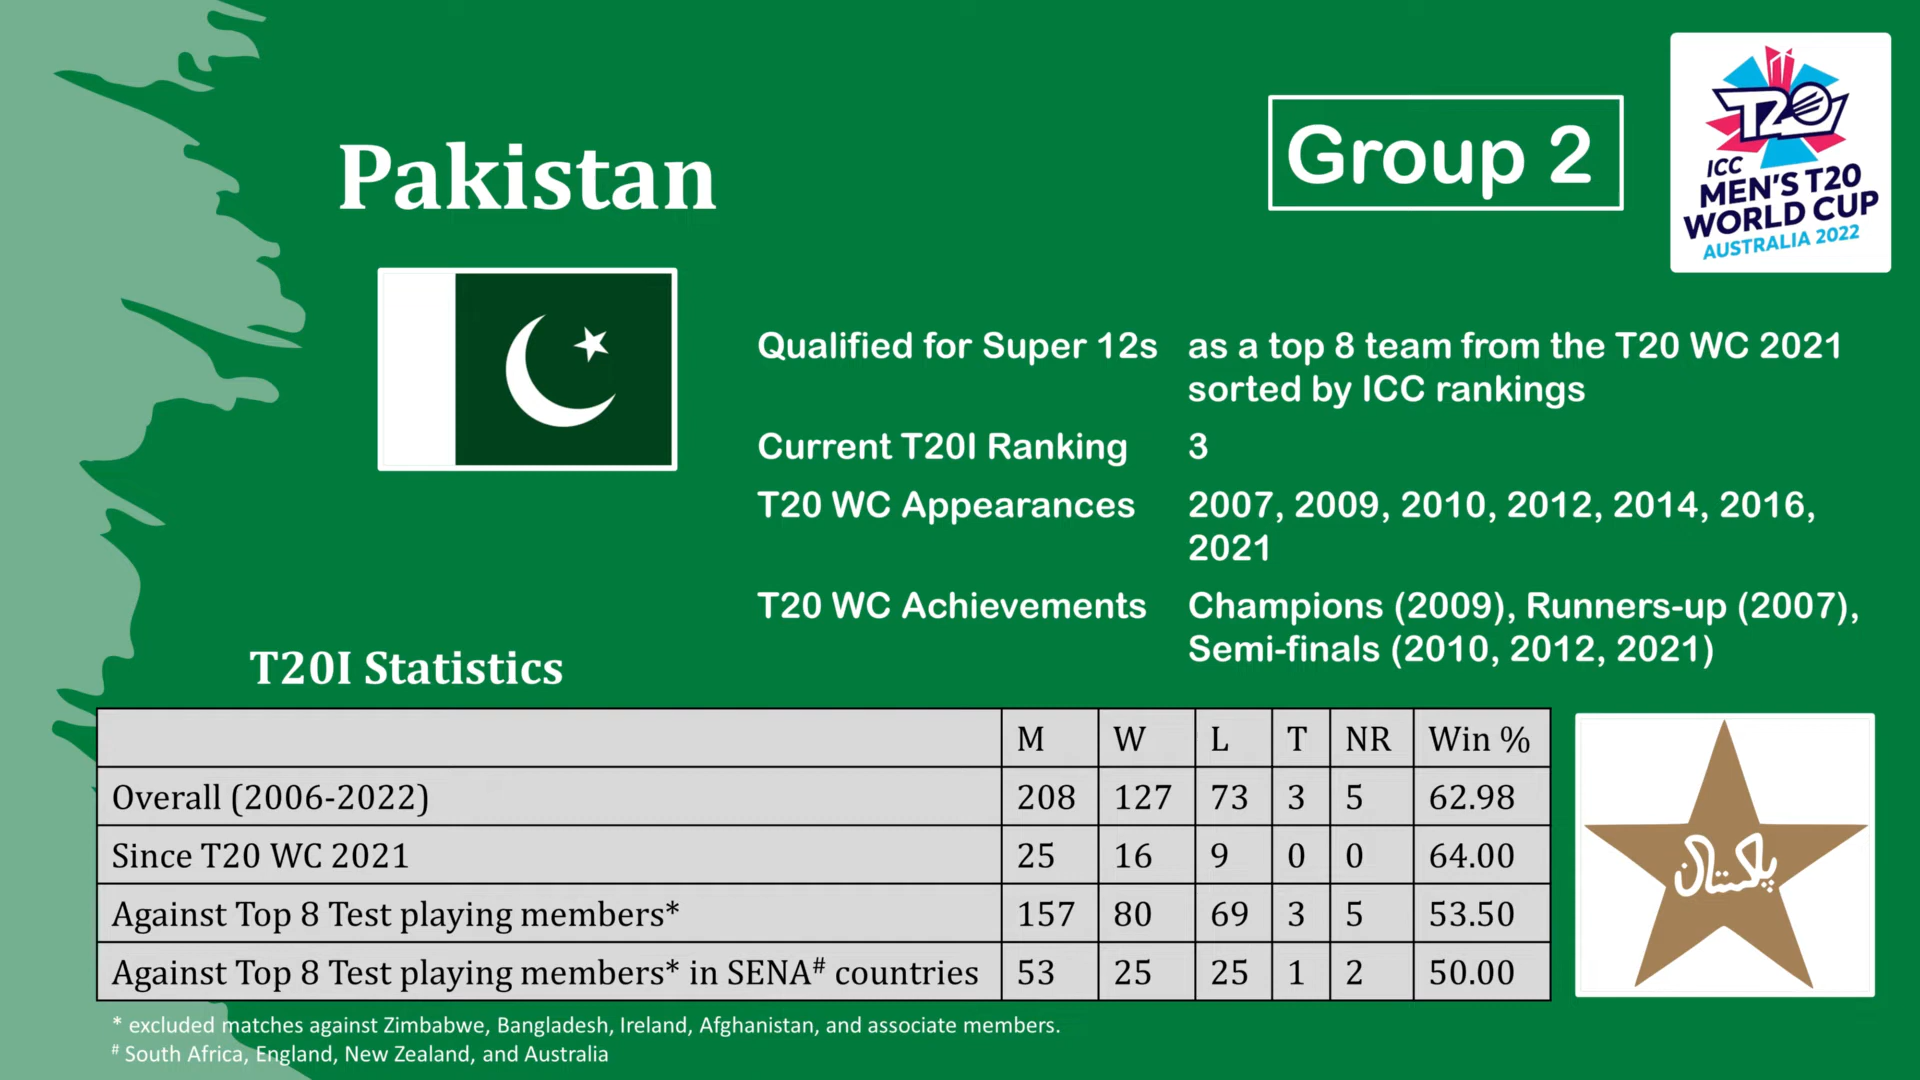 Pakistan
Group 2
T20
ICC
MEN'S T20
WORLD CUP
AUSTRALIA 2022
Qualified for Super 12s as a top 8 team from the T20 WC 2021
sorted by ICC rankings
Current T20I Ranking 3
T20 WC Appearances 2007, 2009, 2010, 2012, 2014, 2016,
2021
T20 WC Achievements Champions (2009), Runners-up (2007),
Semi-finals (2010, 2012, 2021)
T20I Statistics
M W L T NR Win %
Overall (2006-2022) 208 127 73 3 5 62.98
Since T20 WC 2021 25 16 9 0 0 64.00
Against Top 8 Test playing members* 157 80 69 3 5 53.50
Against Top 8 Test playing members* in SENA# countries 53 25 25 1 2 50.00
پاکستان
* excluded matches against Zimbabwe, Bangladesh, Ireland, Afghanistan, and associate members.
# South Africa, England, New Zealand, and Australia